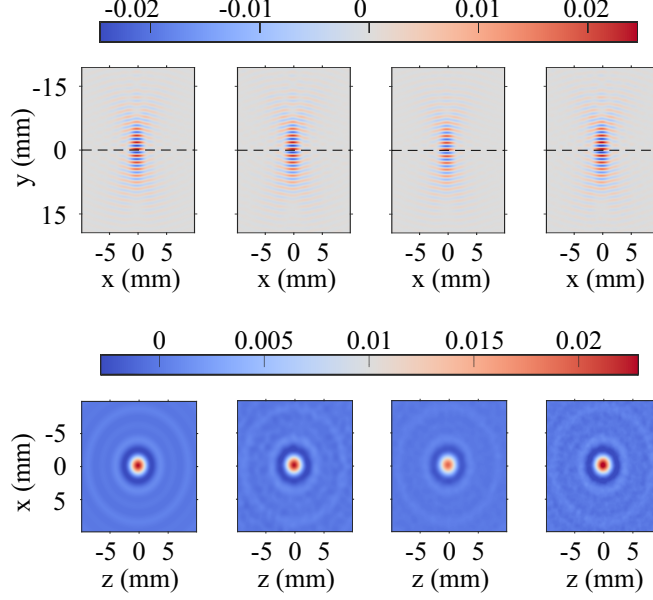 -0.02 -0.01 0 0.01 0.02
-15
0
15
y (mm)
-5 0 5 -5 0 5 -5 0 5 -5 0 5
x (mm) x (mm) x (mm) x (mm)
0 0.005 0.01 0.015 0.02
-5
0
5
x (mm)
-5 0 5 -5 0 5 -5 0 5 -5 0 5
z (mm) z (mm) z (mm) z (mm)